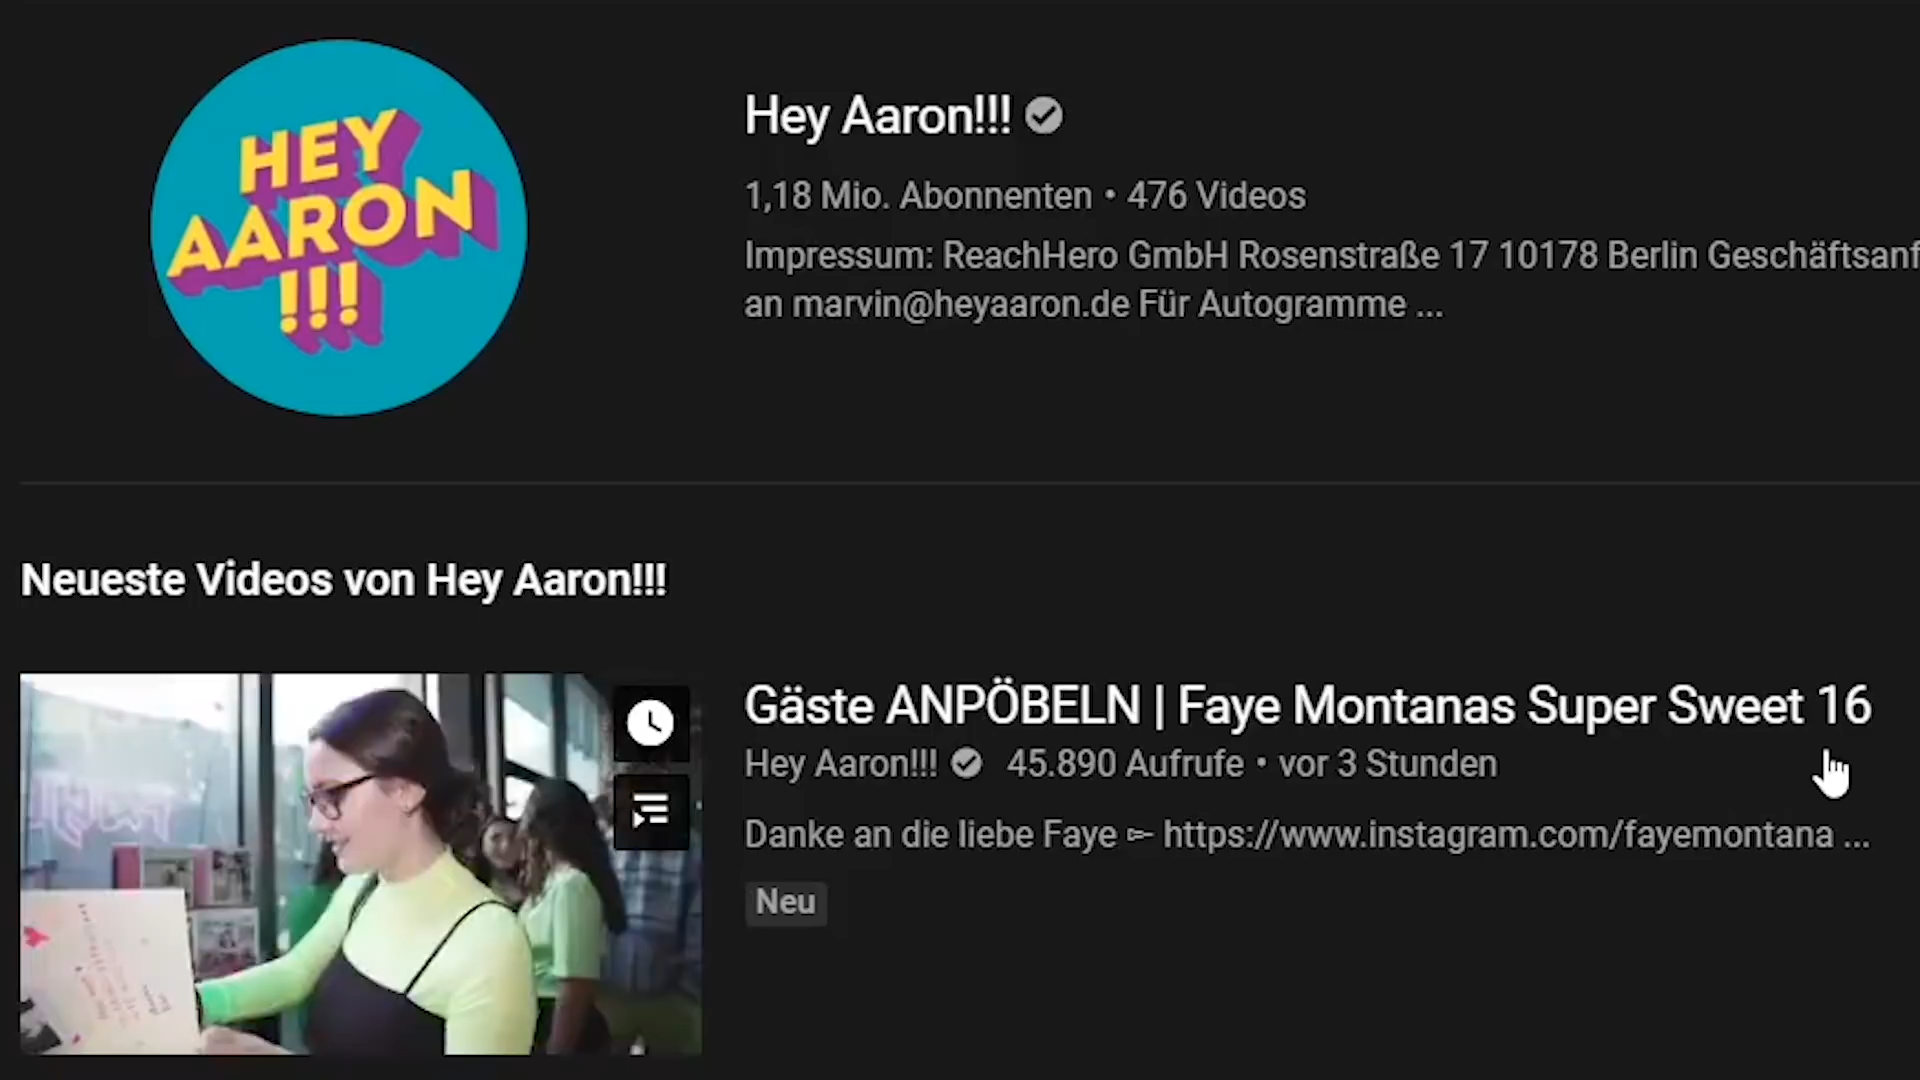 HEY
AARON
!!!
Hey Aaron!!!
1,18 Mio. Abonnenten • 476 Videos
Impressum: ReachHero GmbH Rosenstraße 17 10178 Berlin Geschäftsanf
an marvin@heyaaron.de Für Autogramme ...
Neueste Videos von Hey Aaron!!!
Gäste ANPÖBELN | Faye Montanas Super Sweet 16
Hey Aaron!!! 45.890 Aufrufe • vor 3 Stunden
Danke an die liebe Faye ⌲ https://www.instagram.com/fayemontana ...
Neu